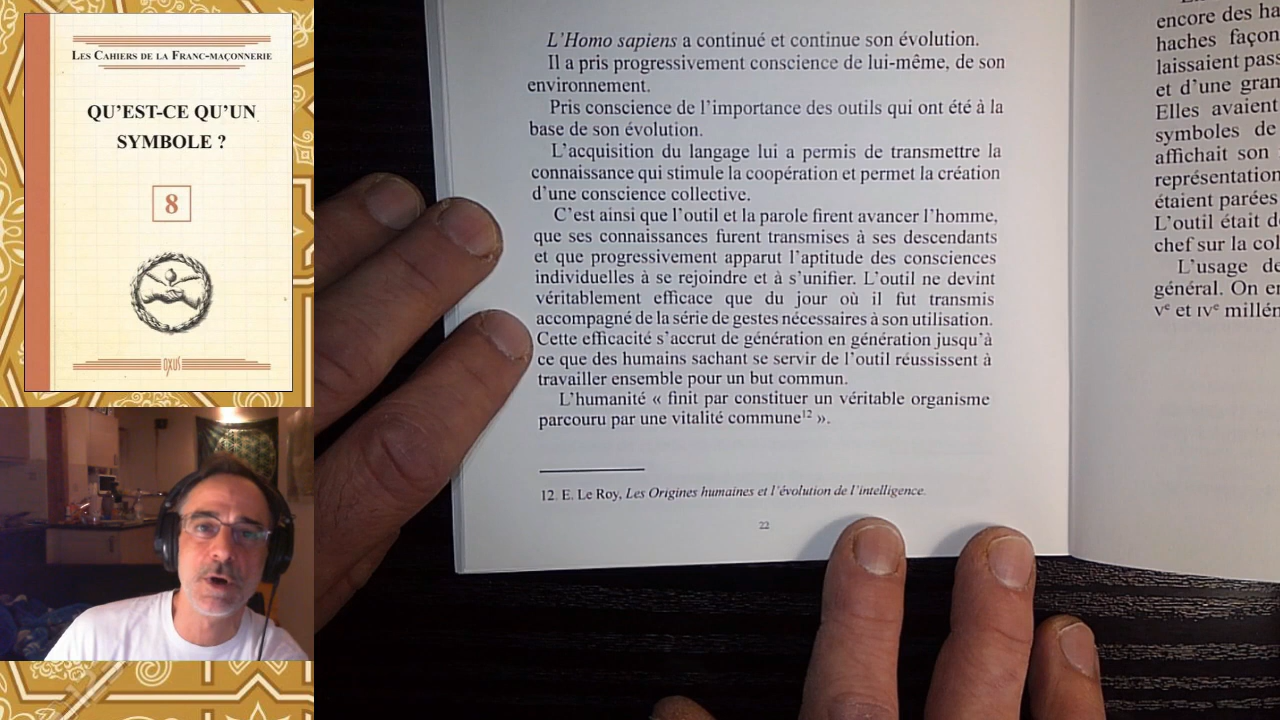 LES CAHIERS DE LA FRANC-MAÇONNERIE
QU'EST-CE QU'UN
SYMBOLE ?
8
OXUS
L'Homo sapiens a continué et continue son évolution.
Il a pris progressivement conscience de lui-même, de son
environnement.
Pris conscience de l'importance des outils qui ont été à la
base de son évolution.
L'acquisition du langage lui a permis de transmettre la
connaissance qui stimule la coopération et permet la création
d'une conscience collective.
C'est ainsi que l'outil et la parole firent avancer l'homme,
que ses connaissances furent transmises à ses descendants
et que progressivement apparut l'aptitude des consciences
individuelles à se rejoindre et à s'unifier. L'outil ne devint
véritablement efficace que du jour où il fut transmis
accompagné de la série de gestes nécessaires à son utilisation.
Cette efficacité s'accrut de génération en génération jusqu'à
ce que des humains sachant se servir de l'outil réussissent à
travailler ensemble pour un but commun.
L'humanité « finit par constituer un véritable organisme
parcouru par une vitalité commune¹² ».
12. E. Le Roy, Les Origines humaines et l'évolution de l'intelligence.
22
encore des ha
haches façon
laissaient pass
et d'une gran
Elles avaient
symboles de
affichait son
représentation
étaient parées
L'outil était d
chef sur la col
L'usage de
général. On en
Vᵉ et IVᵉ millén